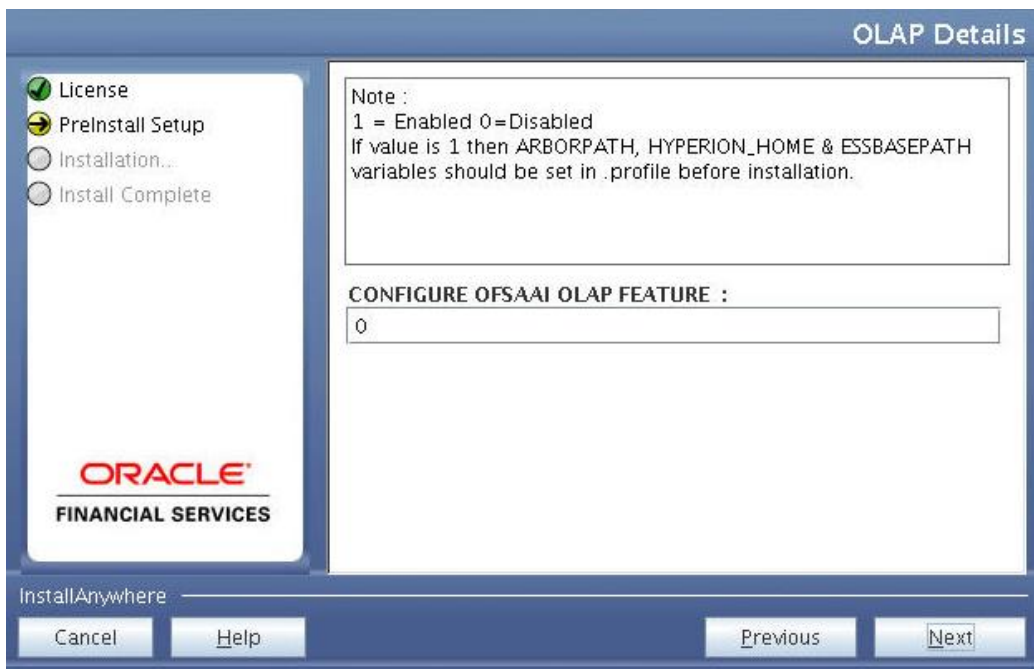 OLAP Details
License
PreInstall Setup
Installation...
Install Complete
Note :
1 = Enabled 0=Disabled
If value is 1 then ARBORPATH, HYPERION_HOME & ESSBASEPATH
variables should be set in .profile before installation.
CONFIGURE OFSAAI OLAP FEATURE :
0
ORACLE
FINANCIAL SERVICES
InstallAnywhere
Cancel
Help
Previous
Next